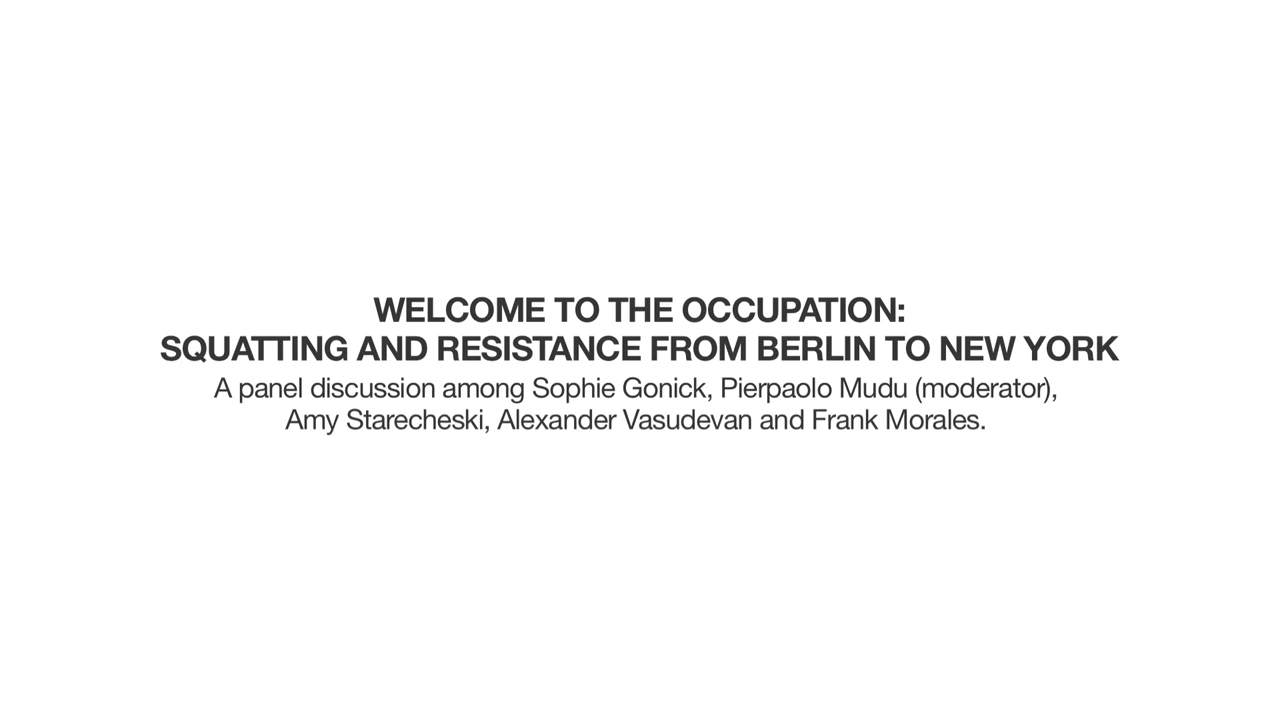 WELCOME TO THE OCCUPATION:
SQUATTING AND RESISTANCE FROM BERLIN TO NEW YORK
A panel discussion among Sophie Gonick, Pierpaolo Mudu (moderator),
Amy Starecheski, Alexander Vasudevan and Frank Morales.